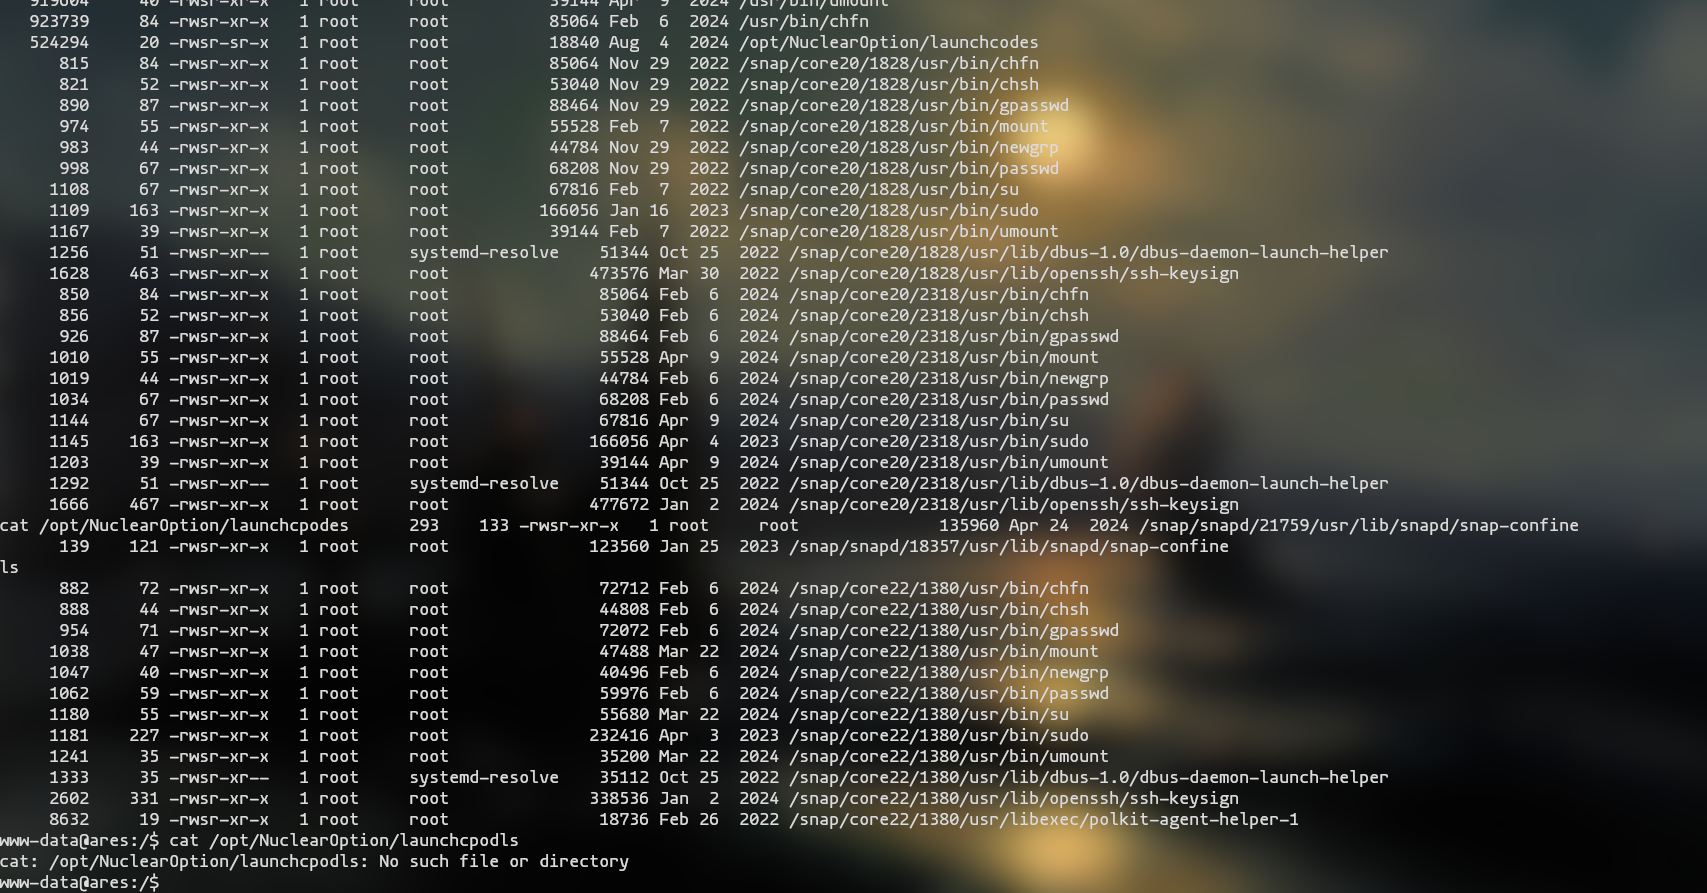 919604     40 -rwsr-xr-x   1 root     root          39144 Apr  9  2024 /usr/bin/umount
923739     84 -rwsr-xr-x   1 root     root          85064 Feb  6  2024 /usr/bin/chfn
524294     20 -rwsr-sr-x   1 root     root          18840 Aug  4  2024 /opt/NuclearOption/launchcodes
815     84 -rwsr-xr-x   1 root     root          85064 Nov 29  2022 /snap/core20/1828/usr/bin/chfn
821     52 -rwsr-xr-x   1 root     root          53040 Nov 29  2022 /snap/core20/1828/usr/bin/chsh
890     87 -rwsr-xr-x   1 root     root          88464 Nov 29  2022 /snap/core20/1828/usr/bin/gpasswd
974     55 -rwsr-xr-x   1 root     root          55528 Feb  7  2022 /snap/core20/1828/usr/bin/mount
983     44 -rwsr-xr-x   1 root     root          44784 Nov 29  2022 /snap/core20/1828/usr/bin/newgrp
998     67 -rwsr-xr-x   1 root     root          68208 Nov 29  2022 /snap/core20/1828/usr/bin/passwd
1108     67 -rwsr-xr-x   1 root     root          67816 Feb  7  2022 /snap/core20/1828/usr/bin/su
1109    163 -rwsr-xr-x   1 root     root         166056 Jan 16  2023 /snap/core20/1828/usr/bin/sudo
1167     39 -rwsr-xr-x   1 root     root          39144 Feb  7  2022 /snap/core20/1828/usr/bin/umount
1256     51 -rwsr-xr--   1 root     systemd-resolve    51344 Oct 25  2022 /snap/core20/1828/usr/lib/dbus-1.0/dbus-daemon-launch-helper
1628    463 -rwsr-xr-x   1 root     root              473576 Mar 30  2022 /snap/core20/1828/usr/lib/openssh/ssh-keysign
850     84 -rwsr-xr-x   1 root     root               85064 Feb  6  2024 /snap/core20/2318/usr/bin/chfn
856     52 -rwsr-xr-x   1 root     root               53040 Feb  6  2024 /snap/core20/2318/usr/bin/chsh
926     87 -rwsr-xr-x   1 root     root               88464 Feb  6  2024 /snap/core20/2318/usr/bin/gpasswd
1010     55 -rwsr-xr-x   1 root     root               55528 Apr  9  2024 /snap/core20/2318/usr/bin/mount
1019     44 -rwsr-xr-x   1 root     root               44784 Feb  6  2024 /snap/core20/2318/usr/bin/newgrp
1034     67 -rwsr-xr-x   1 root     root               68208 Feb  6  2024 /snap/core20/2318/usr/bin/passwd
1144     67 -rwsr-xr-x   1 root     root               67816 Apr  9  2024 /snap/core20/2318/usr/bin/su
1145    163 -rwsr-xr-x   1 root     root              166056 Apr  4  2023 /snap/core20/2318/usr/bin/sudo
1203     39 -rwsr-xr-x   1 root     root               39144 Apr  9  2024 /snap/core20/2318/usr/bin/umount
1292     51 -rwsr-xr--   1 root     systemd-resolve    51344 Oct 25  2022 /snap/core20/2318/usr/lib/dbus-1.0/dbus-daemon-launch-helper
1666    467 -rwsr-xr-x   1 root     root              477672 Jan  2  2024 /snap/core20/2318/usr/lib/openssh/ssh-keysign
cat /opt/NuclearOption/launchcpodes      293    133 -rwsr-xr-x   1 root     root              135960 Apr 24  2024 /snap/snapd/21759/usr/lib/snapd/snap-confine
139    121 -rwsr-xr-x   1 root     root              123560 Jan 25  2023 /snap/snapd/18357/usr/lib/snapd/snap-confine
ls
882     72 -rwsr-xr-x   1 root     root               72712 Feb  6  2024 /snap/core22/1380/usr/bin/chfn
888     44 -rwsr-xr-x   1 root     root               44808 Feb  6  2024 /snap/core22/1380/usr/bin/chsh
954     71 -rwsr-xr-x   1 root     root               72072 Feb  6  2024 /snap/core22/1380/usr/bin/gpasswd
1038     47 -rwsr-xr-x   1 root     root               47488 Mar 22  2024 /snap/core22/1380/usr/bin/mount
1047     40 -rwsr-xr-x   1 root     root               40496 Feb  6  2024 /snap/core22/1380/usr/bin/newgrp
1062     59 -rwsr-xr-x   1 root     root               59976 Feb  6  2024 /snap/core22/1380/usr/bin/passwd
1180     55 -rwsr-xr-x   1 root     root               55680 Mar 22  2024 /snap/core22/1380/usr/bin/su
1181    227 -rwsr-xr-x   1 root     root              232416 Apr  3  2023 /snap/core22/1380/usr/bin/sudo
1241     35 -rwsr-xr-x   1 root     root               35200 Mar 22  2024 /snap/core22/1380/usr/bin/umount
1333     35 -rwsr-xr--   1 root     systemd-resolve    35112 Oct 25  2022 /snap/core22/1380/usr/lib/dbus-1.0/dbus-daemon-launch-helper
2602    331 -rwsr-xr-x   1 root     root              338536 Jan  2  2024 /snap/core22/1380/usr/lib/openssh/ssh-keysign
8632     19 -rwsr-xr-x   1 root     root               18736 Feb 26  2022 /snap/core22/1380/usr/libexec/polkit-agent-helper-1
www-data@ares:/$ cat /opt/NuclearOption/launchcpodls
cat: /opt/NuclearOption/launchcpodls: No such file or directory
www-data@ares:/$